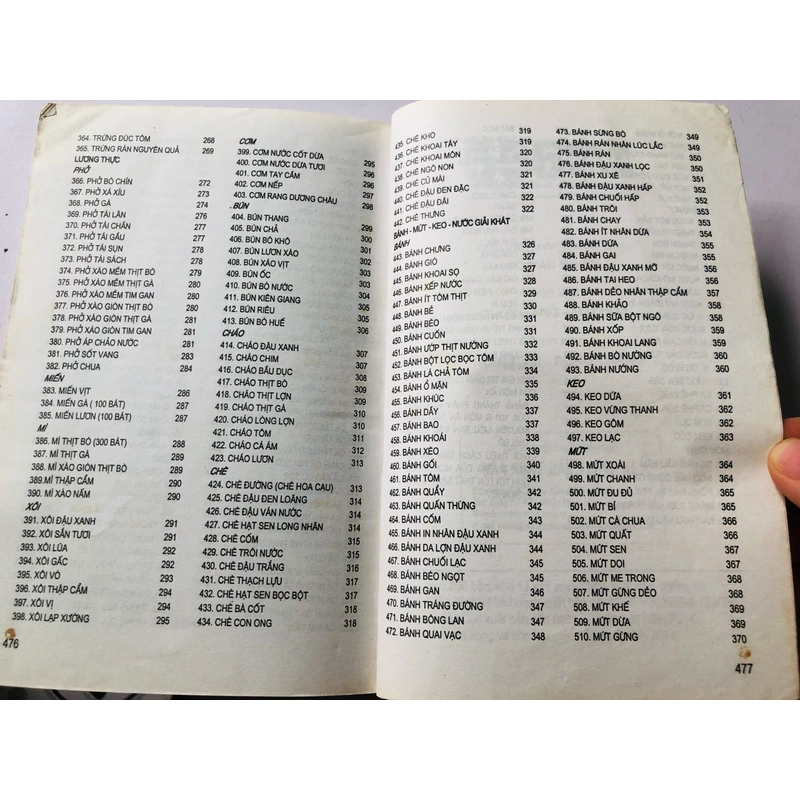 364. TRỨNG ĐÚC TÔM 268
365. TRỨNG RÁN NGUYÊN QUẢ 269
LƯƠNG THỰC
PHỞ
366. PHỞ BÒ CHÍN 272
367. PHỞ XÁ XÍU 273
368. PHỞ GÀ 274
369. PHỞ TÁI LĂN 276
370. PHỞ TÁI CHẦN 277
371. PHỞ TÁI GẦU 277
372. PHỞ TÁI SỤN 278
373. PHỞ TÁI SÁCH 278
374. PHỞ XÀO MỀM THỊT BÒ 278
375. PHỞ XÀO MỀM THỊT GÀ 279
376. PHỞ XÀO MỀM TIM GAN 280
377. PHỞ XÀO GIÒN THỊT BÒ 280
378. PHỞ XÀO GIÒN THỊT GÀ 281
379. PHỞ XÀO GIÒN TIM GAN 281
380. PHỞ ÁP CHẢO NƯỚC 281
381. PHỞ SỐT VANG 283
382. PHỞ CHUA 284
MIẾN
383. MIẾN VỊT 286
384. MIẾN GÀ ( 100 BÁT) 286
385. MIẾN LƯƠN (100 BÁT) 287
MÌ
386. MÌ THỊT BÒ (300 BÁT) 288
387. MÌ THỊT GÀ 289
388. MÌ XÀO GIÒN THỊT BÒ 289
389.MÌ THẬP CẨM 290
390. MÌ XÀO NẤM 290
XÔI
391. XÔI ĐẬU XANH 291
392. XÔI SẮN TƯƠI 291
393. XÔI LÚA 292
394. XÔI GẤC 292
395. XÔI VÒ 293
396. XÔI THẬP CẨM 294
397. XÔI VỊ 294
398. XÔI LẠP XƯỜNG 295
476
CƠM
399. CƠM NƯỚC CỐT DỪA 295
400. CƠM NƯỚC DỪA TƯƠI 296
401. CƠM TAY CẦM 296
402. CƠM NẾP 297
403. CƠM RANG DƯƠNG CHÂU 298
.BÚN
404. BÚN THANG 299
405. BÚN CHẢ 300
406. BÚN BÒ KHÔ 301
407. BÚN LƯƠN XÀO 302
408. BÚN XÁO VỊT 303
409. BÚN ỐC 303
410. BÚN BÒ NƯỚC 304
411. BÚN KIÊN GIANG 305
412. BÚN RIÊU 305
413. BÚN BÒ HUẾ 306
CHÁO
414. CHÁO ĐẬU XANH 307
415. CHÁO CHIM 307
416. CHÁO BẦU DỤC 308
417. CHÁO THỊT BÒ 309
418. CHÁO THỊT LỢN 309
419. CHÁO THỊT GÀ 310
420. CHÁO LÒNG LỢN 310
421. CHÁO TÔM 311
422. CHÁO CÁ ÁM 312
423. CHÁO LƯƠN 313
CHÈ
424. CHÈ ĐƯỜNG (CHÈ HOA CAU) 313
425. CHÈ ĐẬU ĐEN LOÃNG 314
426. CHÈ ĐẬU VÁN NƯỚC 314
427. CHÈ HẠT SEN LONG NHÃN 314
428. CHÈ CỐM 315
429. CHÈ TRÔI NƯỚC 315
430. CHÈ ĐẬU TRẮNG 316
431. CHÈ THẠCH LỰU 317
432. CHÈ HẠT SEN BỌC BỘT 317
433. CHÈ BÀ CỐT 318
434. CHÈ CON ONG 318
435. CHÈ KHO 319
436. CHÈ KHOAI TÂY 319
437. CHÈ KHOAI MÔN 320
438. CHÈ NGÔ NON 320
439. CHÈ CỦ MÀI 321
440. CHÈ ĐẬU ĐEN ĐẶC 321
441. CHÈ ĐẬU ĐÃI 322
442. CHÈ THƯNG 322
BÁNH - MỨT - KẸO - NƯỚC GIẢI KHÁT
BÁNH
443. BÁNH CHƯNG 326
444. BÁNH GIÒ 327
445. BÁNH KHOAI SỌ 327
446. BÁNH XẾP NƯỚC 328
447. BÁNH ÍT TÔM THỊT 329
448. BÁNH BẺ 330
449. BÁNH BÈO 331
450. BÁNH CUỐN 331
451. BÁNH ƯỚP THỊT NƯỚNG 332
452. BÁNH BỘT LỌC BỌC TÔM 333
453. BÁNH LÁ CHẢ TÔM 334
454. BÁNH Ổ MẬN 335
455. BÁNH KHÚC 336
456. BÁNH DẦY 336
457. BÁNH BAO 337
458. BÁNH KHOÁI 338
459. BÁNH XÈO 339
460. BÁNH GỐI 340
461. BÁNH TÔM 341
462. BÁNH QUẨY 342
463. BÁNH QUẤN THỪNG 342
464. BÁNH CỐM 343
465. BÁNH IN NHÂN ĐẬU XANH 344
466. BÁNH DA LỢN ĐẬU XANH 344
467. BÁNH CHUỐI LẠC 345
468. BÁNH BÈO NGỌT 345
469. BÁNH GAN 346
470. BÁNH TRÁNG ĐƯỜNG 347
471. BÁNH BÔNG LAN 347
472. BÁNH QUAI VẠC 348
473. BÁNH SỪNG BÒ 349
474. BÁNH RÁN NHÂN LÚC LẮC 349
475. BÁNH RÁN 350
476. BÁNH ĐẬU XANH LỌC 350
477. BÁNH XU XÊ 351
478. BÁNH ĐẬU XANH HẤP 352
479. BÁNH CHUỐI HẤP 352
480. BÁNH TRÔI 353
481. BÁNH CHAY 354
482. BÁNH ÍT NHÂN DỪA 354
483. BÁNH DỪA 355
484. BÁNH GAI 355
485. BÁNH ĐẬU XANH MỠ 356
486. BÁNH TAI HEO 356
487. BÁNH DẺO NHÂN THẬP CẨM 357
488. BÁNH KHẢO 358
489. BÁNH SỮA BỘT NGÔ 358
490. BÁNH XỐP 359
491. BÁNH KHOAI LANG 359
492. BÁNH BÒ NƯỚNG 360
493. BÁNH NƯỚNG 360
KẸO
494. KẸO DỪA 361
495. KẸO VỪNG THANH 362
496. KẸO GÔM 362
497. KẸO LẠC 363
MỨT
498. MỨT XOÀI 364
499. MỨT CHANH 364
500. MỨT ĐU ĐỦ 365
501. MỨT BÍ 365
502. MỨT CÀ CHUA 366
503. MỨT QUẤT 366
504. MỨT SEN 367
505. MỨT DOI 367
506. MỨT ME TRONG 368
507. MỨT GỪNG DẺO 368
508. MỨT KHẾ 369
509. MỨT DỪA 369
510. MỨT GỪNG 370
477